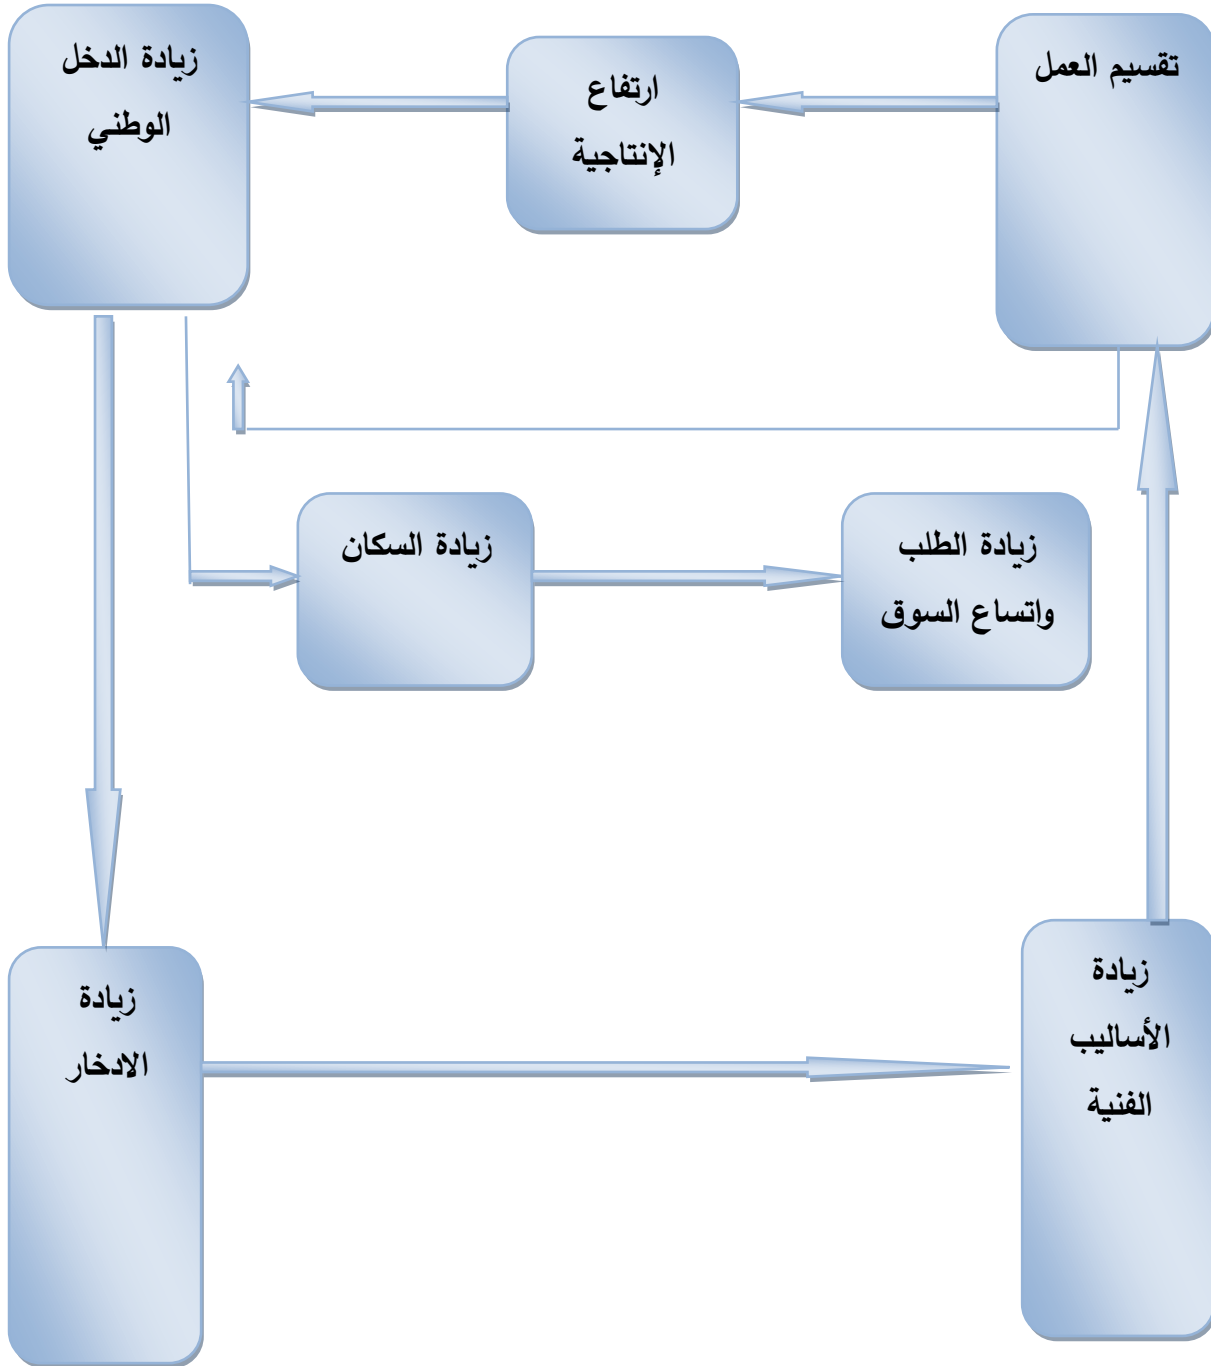 تقسيم العمل
ارتفاع
الإنتاجية
زيادة الدخل
الوطني
زيادة السكان
زيادة الطلب
واتساع السوق
زيادة
الأساليب
الفنية
زيادة
الادخار